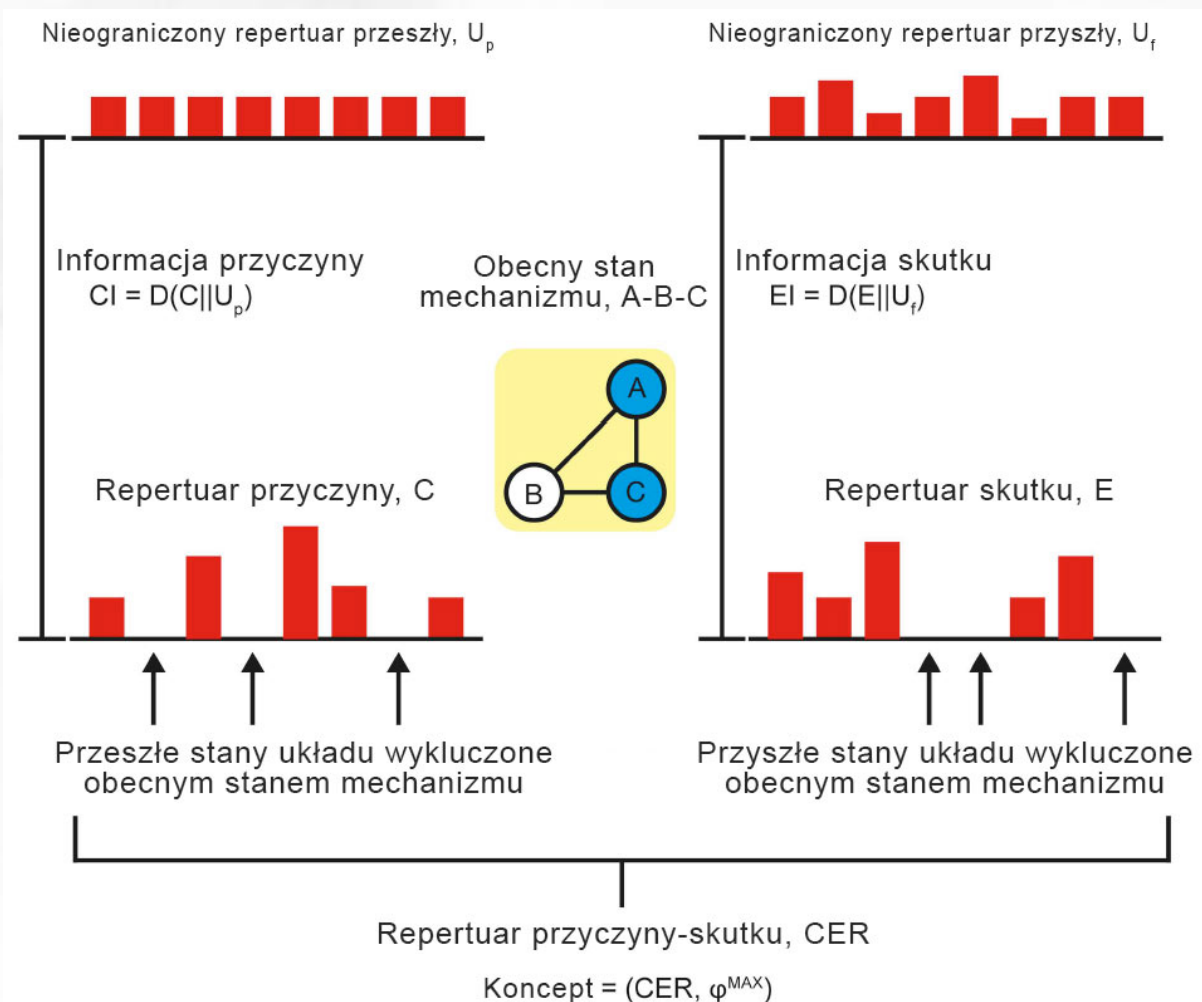 Nieograniczony repertuar przeszły, Uₚ
Nieograniczony repertuar przyszły, U_f
Informacja przyczyny
CI = D(C||Uₚ)
Obecny stan
mechanizmu, A-B-C
Informacja skutku
EI = D(E||U_f)
A
B
C
Repertuar przyczyny, C
Repertuar skutku, E
Przeszłe stany układu wykluczone
obecnym stanem mechanizmu
Przyszłe stany układu wykluczone
obecnym stanem mechanizmu
Repertuar przyczyny-skutku, CER
Koncept = (CER, φᴹᴬˣ)